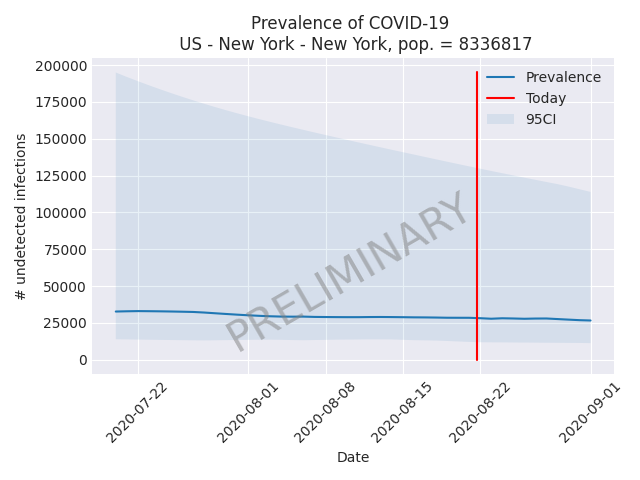 Prevalence of COVID-19
US - New York - New York, pop. = 8336817
200000
175000
150000
125000
100000
75000
50000
25000
0
# undetected infections
Prevalence
Today
95CI
PRELIMINARY
2020-07-22
2020-08-01
2020-08-08
2020-08-15
2020-08-22
2020-09-01
Date